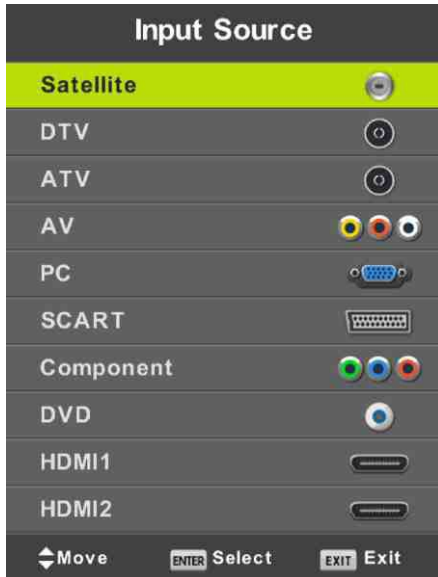 Input Source
Satellite
DTV
ATV
AV
PC
SCART
Component
DVD
HDMI1
HDMI2
Move ENTER Select EXIT Exit